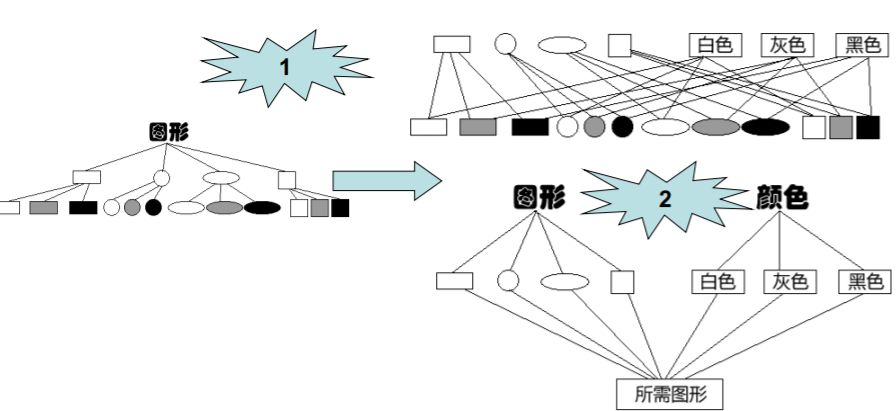 1
白色 灰色 黑色
图形
图形 2 颜色
白色 灰色 黑色
所需图形